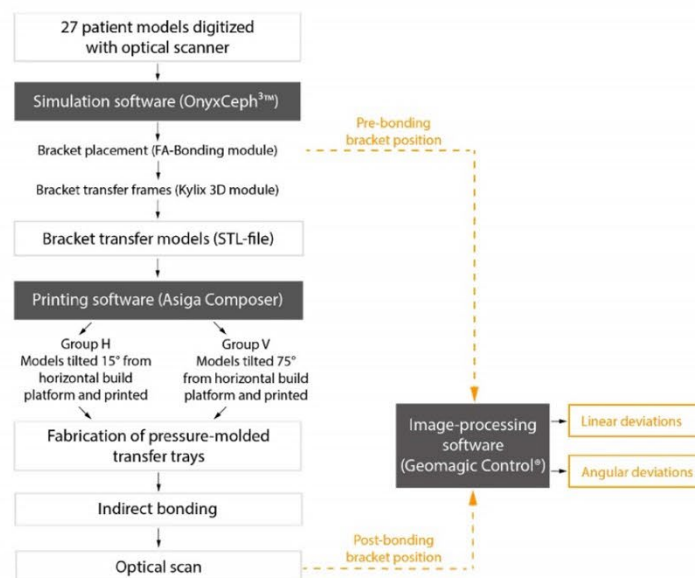 27 patient models digitized
with optical scanner
Simulation software (OnyxCeph³™)
Bracket placement (FA-Bonding module)
Pre-bonding
bracket position
Bracket transfer frames (Kylix 3D module)
Bracket transfer models (STL-file)
Printing software (Asiga Composer)
Group H
Models tilted 15° from
horizontal build
platform and printed
Group V
Models tilted 75°
from horizontal build
platform and printed
Fabrication of pressure-molded
transfer trays
Image-processing
software
(Geomagic Control®)
Linear deviations
Angular deviations
Indirect bonding
Post-bonding
bracket position
Optical scan